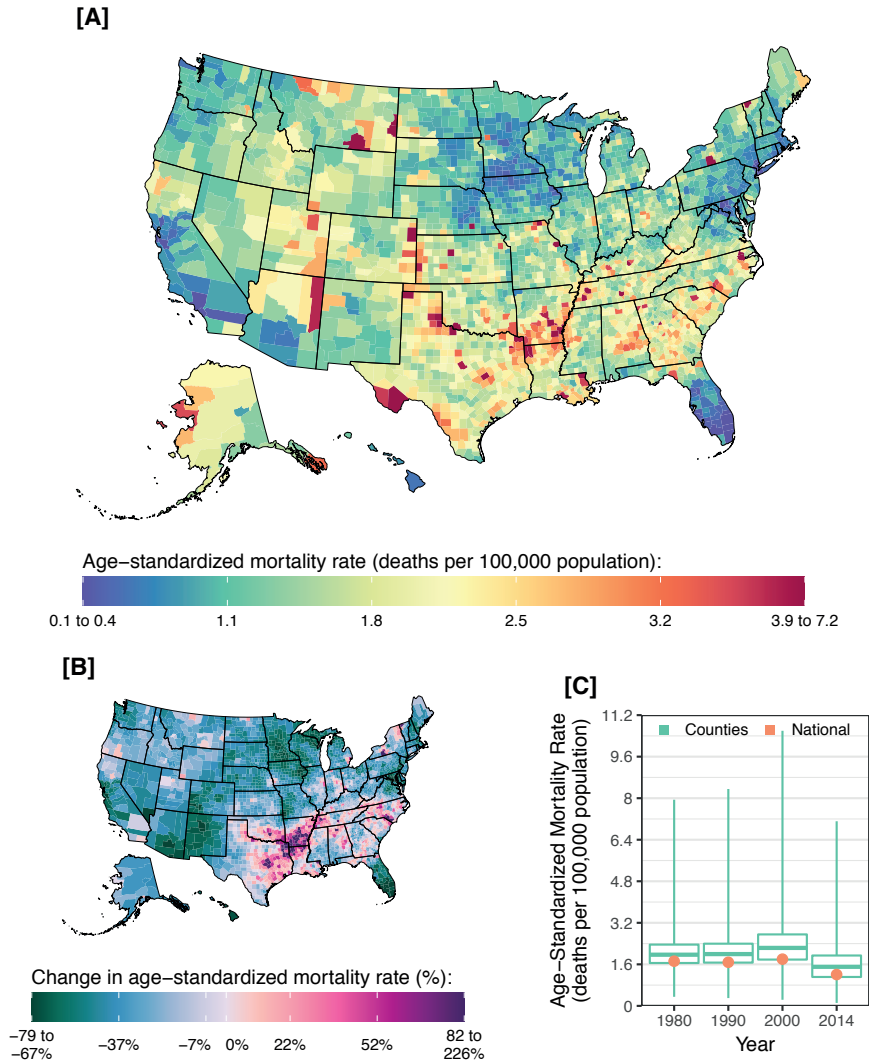 [A]
Age−standardized mortality rate (deaths per 100,000 population):
0.1 to 0.4 1.1 1.8 2.5 3.2 3.9 to 7.2
[B]
Change in age−standardized mortality rate (%):
−79 to −67% −37% −7% 0% 22% 52% 82 to 226%
[C]
Age−Standardized Mortality Rate
(deaths per 100,000 population)
11.2
9.6
8
6.4
4.8
3.2
1.6
0
Counties National
1980 1990 2000 2014
Year